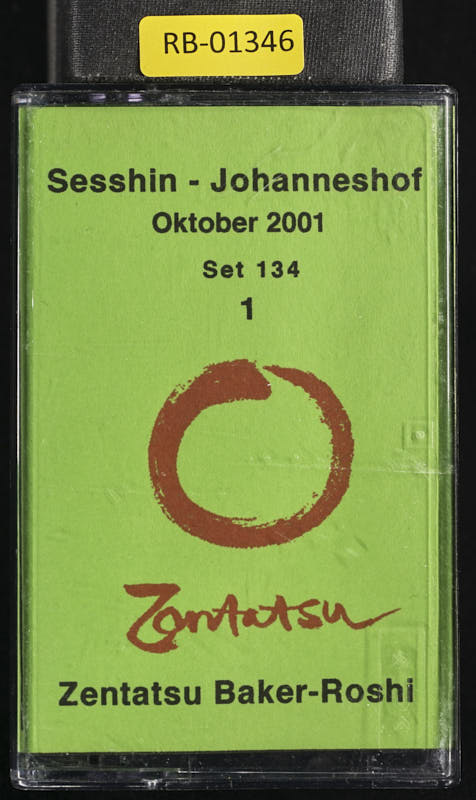 RB-01346
Sesshin - Johanneshof
Oktober 2001
Set 134
1
Zentatsu
Zentatsu Baker-Roshi